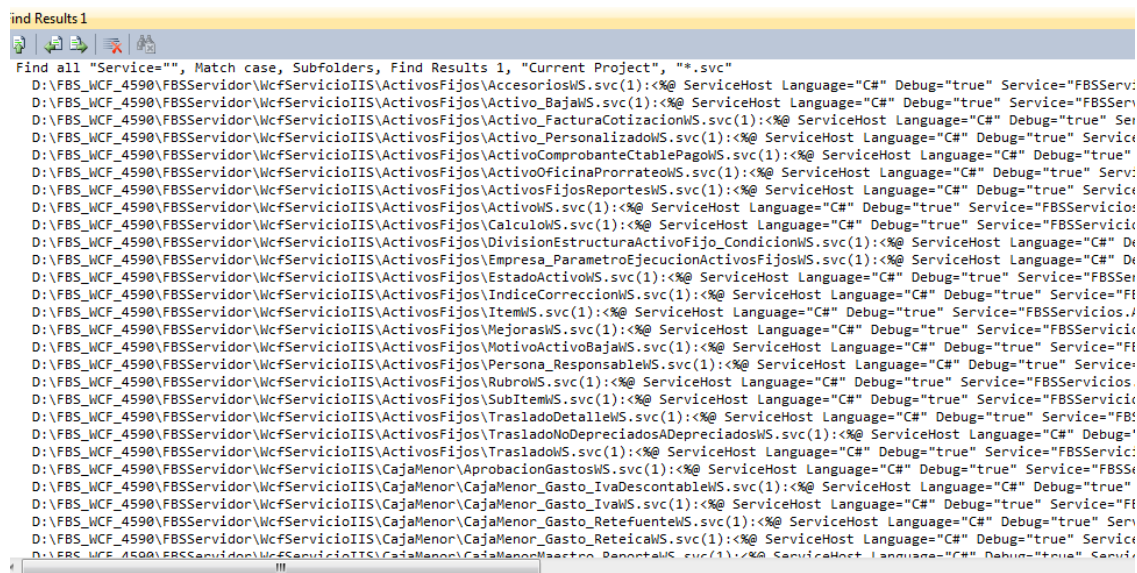 ind Results 1
Find all "Service="", Match case, Subfolders, Find Results 1, "Current Project", "*.svc"
D:\FBS_WCF_4590\FBSServidor\WcfServicioIIS\ActivosFijos\AccesoriosWS.svc(1):<%@ ServiceHost Language="C#" Debug="true" Service="FBSServi
D:\FBS_WCF_4590\FBSServidor\WcfServicioIIS\ActivosFijos\Activo_BajaWS.svc(1):<%@ ServiceHost Language="C#" Debug="true" Service="FBSServ
D:\FBS_WCF_4590\FBSServidor\WcfServicioIIS\ActivosFijos\Activo_FacturaCotizacionWS.svc(1):<%@ ServiceHost Language="C#" Debug="true" Ser
D:\FBS_WCF_4590\FBSServidor\WcfServicioIIS\ActivosFijos\Activo_PersonalizadoWS.svc(1):<%@ ServiceHost Language="C#" Debug="true" Service
D:\FBS_WCF_4590\FBSServidor\WcfServicioIIS\ActivosFijos\ActivoComprobanteCtablePagoWS.svc(1):<%@ ServiceHost Language="C#" Debug="true"
D:\FBS_WCF_4590\FBSServidor\WcfServicioIIS\ActivosFijos\ActivoOficinaProrrateoWS.svc(1):<%@ ServiceHost Language="C#" Debug="true" Servi
D:\FBS_WCF_4590\FBSServidor\WcfServicioIIS\ActivosFijos\ActivosFijosReportesWS.svc(1):<%@ ServiceHost Language="C#" Debug="true" Service
D:\FBS_WCF_4590\FBSServidor\WcfServicioIIS\ActivosFijos\ActivoWS.svc(1):<%@ ServiceHost Language="C#" Debug="true" Service="FBSServicios
D:\FBS_WCF_4590\FBSServidor\WcfServicioIIS\ActivosFijos\CalculoWS.svc(1):<%@ ServiceHost Language="C#" Debug="true" Service="FBSServicio
D:\FBS_WCF_4590\FBSServidor\WcfServicioIIS\ActivosFijos\DivisionEstructuraActivoFijo_CondicionWS.svc(1):<%@ ServiceHost Language="C#" De
D:\FBS_WCF_4590\FBSServidor\WcfServicioIIS\ActivosFijos\Empresa_ParametroEjecucionActivosFijosWS.svc(1):<%@ ServiceHost Language="C#" De
D:\FBS_WCF_4590\FBSServidor\WcfServicioIIS\ActivosFijos\EstadoActivoWS.svc(1):<%@ ServiceHost Language="C#" Debug="true" Service="FBSSer
D:\FBS_WCF_4590\FBSServidor\WcfServicioIIS\ActivosFijos\IndiceCorreccionWS.svc(1):<%@ ServiceHost Language="C#" Debug="true" Service="FB
D:\FBS_WCF_4590\FBSServidor\WcfServicioIIS\ActivosFijos\ItemWS.svc(1):<%@ ServiceHost Language="C#" Debug="true" Service="FBSServicios.A
D:\FBS_WCF_4590\FBSServidor\WcfServicioIIS\ActivosFijos\MejorasWS.svc(1):<%@ ServiceHost Language="C#" Debug="true" Service="FBSServicio
D:\FBS_WCF_4590\FBSServidor\WcfServicioIIS\ActivosFijos\MotivoActivoBajaWS.svc(1):<%@ ServiceHost Language="C#" Debug="true" Service="FB
D:\FBS_WCF_4590\FBSServidor\WcfServicioIIS\ActivosFijos\Persona_ResponsableWS.svc(1):<%@ ServiceHost Language="C#" Debug="true" Service=
D:\FBS_WCF_4590\FBSServidor\WcfServicioIIS\ActivosFijos\RubroWS.svc(1):<%@ ServiceHost Language="C#" Debug="true" Service="FBSServicios.
D:\FBS_WCF_4590\FBSServidor\WcfServicioIIS\ActivosFijos\SubItemWS.svc(1):<%@ ServiceHost Language="C#" Debug="true" Service="FBSServicio
D:\FBS_WCF_4590\FBSServidor\WcfServicioIIS\ActivosFijos\TrasladoDetalleWS.svc(1):<%@ ServiceHost Language="C#" Debug="true" Service="FBS
D:\FBS_WCF_4590\FBSServidor\WcfServicioIIS\ActivosFijos\TrasladoNoDepreciadosADepreciadosWS.svc(1):<%@ ServiceHost Language="C#" Debug="
D:\FBS_WCF_4590\FBSServidor\WcfServicioIIS\ActivosFijos\TrasladoWS.svc(1):<%@ ServiceHost Language="C#" Debug="true" Service="FBSServici
D:\FBS_WCF_4590\FBSServidor\WcfServicioIIS\CajaMenor\AprobacionGastosWS.svc(1):<%@ ServiceHost Language="C#" Debug="true" Service="FBSSe
D:\FBS_WCF_4590\FBSServidor\WcfServicioIIS\CajaMenor\CajaMenor_Gasto_IvaDescontableWS.svc(1):<%@ ServiceHost Language="C#" Debug="true"
D:\FBS_WCF_4590\FBSServidor\WcfServicioIIS\CajaMenor\CajaMenor_Gasto_IvaWS.svc(1):<%@ ServiceHost Language="C#" Debug="true" Service="FB
D:\FBS_WCF_4590\FBSServidor\WcfServicioIIS\CajaMenor\CajaMenor_Gasto_RetefuenteWS.svc(1):<%@ ServiceHost Language="C#" Debug="true" Serv
D:\FBS_WCF_4590\FBSServidor\WcfServicioIIS\CajaMenor\CajaMenor_Gasto_ReteicaWS.svc(1):<%@ ServiceHost Language="C#" Debug="true" Service
D:\FBS_WCF_4590\FBSServidor\WcfServicioIIS\CajaMenor\CajaMenorMaestro_ReporteWS.svc(1):<%@ ServiceHost Language="C#" Debug="true" Servic